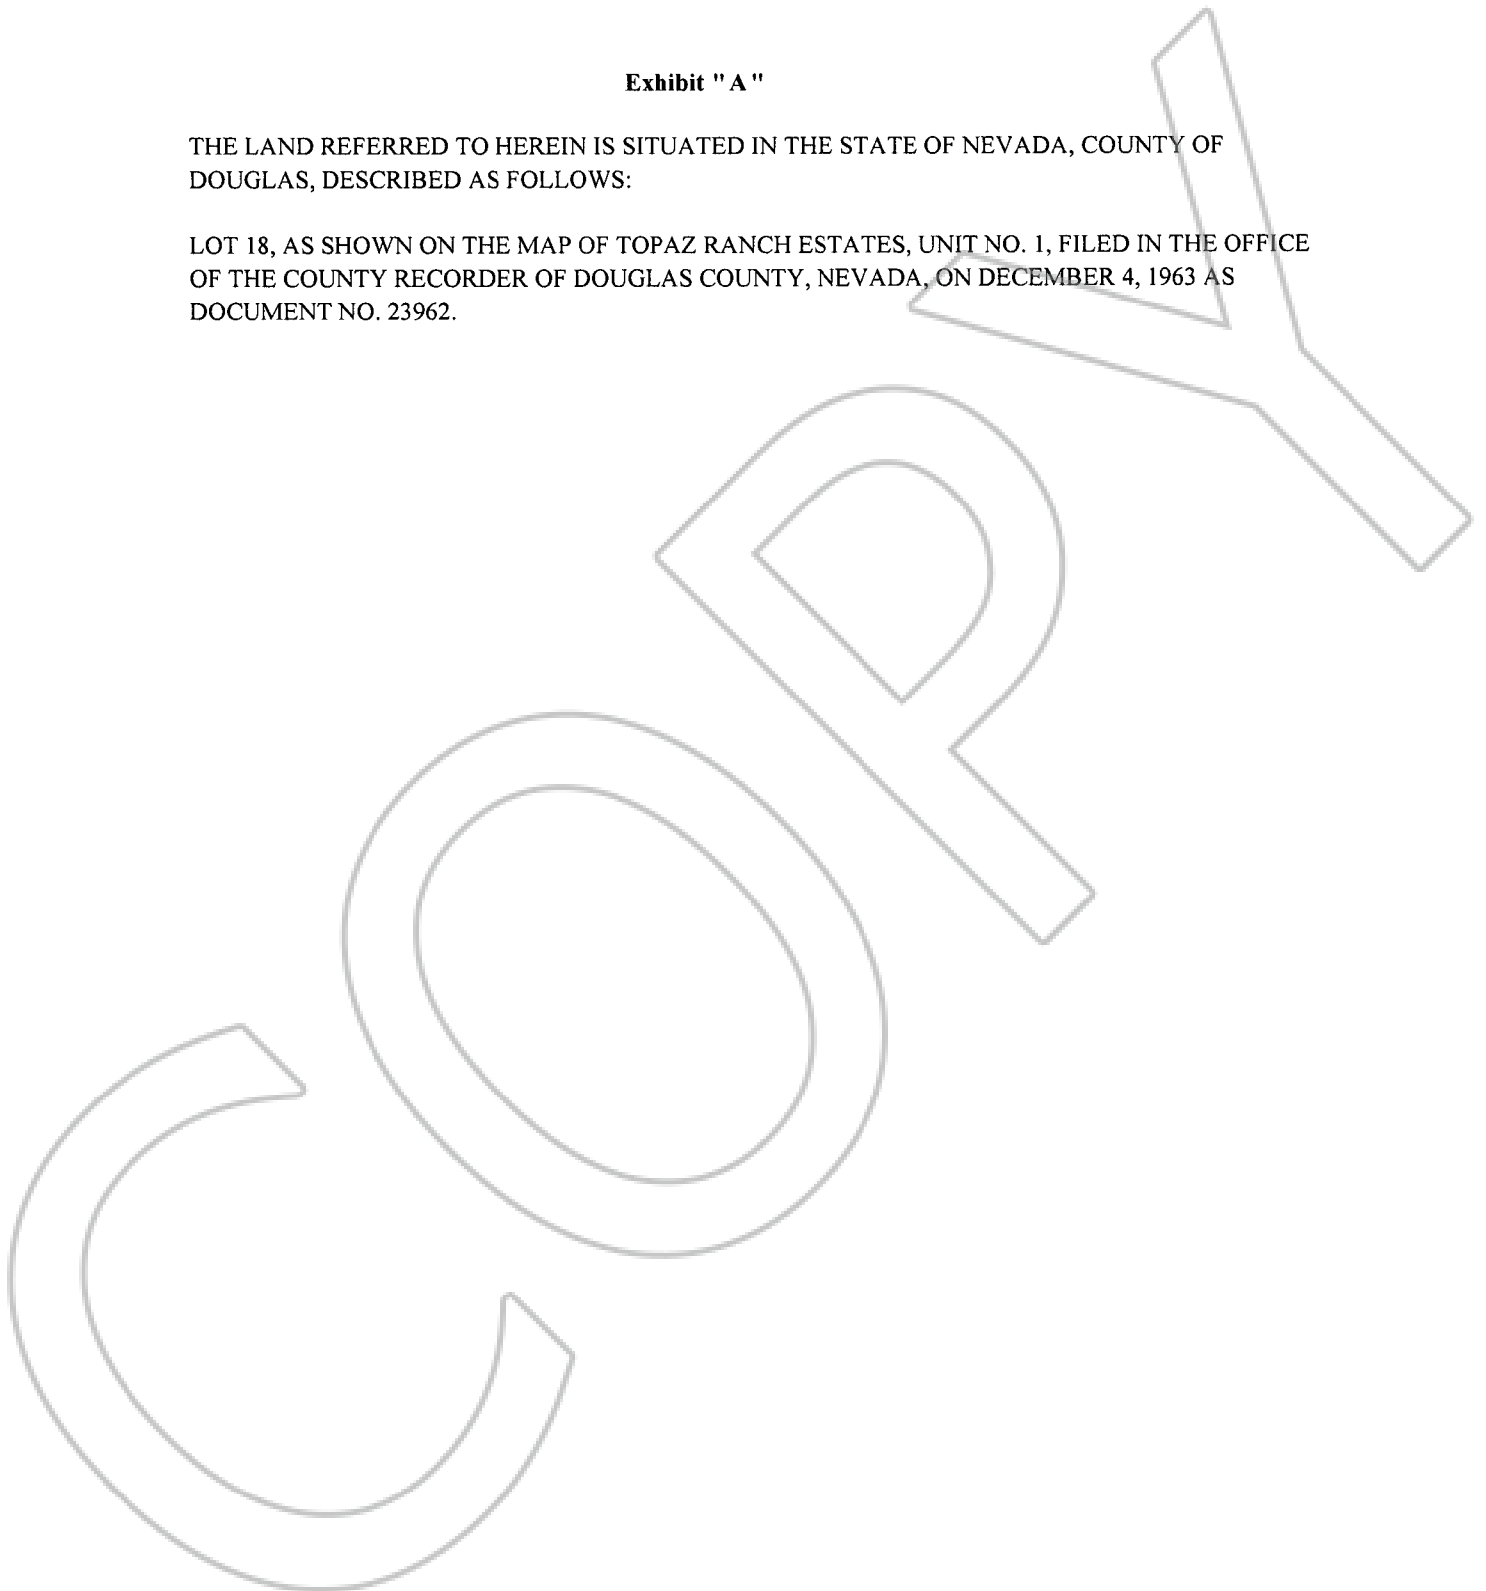 Exhibit "A"
THE LAND REFERRED TO HEREIN IS SITUATED IN THE STATE OF NEVADA, COUNTY OF
DOUGLAS, DESCRIBED AS FOLLOWS:
LOT 18, AS SHOWN ON THE MAP OF TOPAZ RANCH ESTATES, UNIT NO. 1, FILED IN THE OFFICE
OF THE COUNTY RECORDER OF DOUGLAS COUNTY, NEVADA, ON DECEMBER 4, 1963 AS
DOCUMENT NO. 23962.
COPY